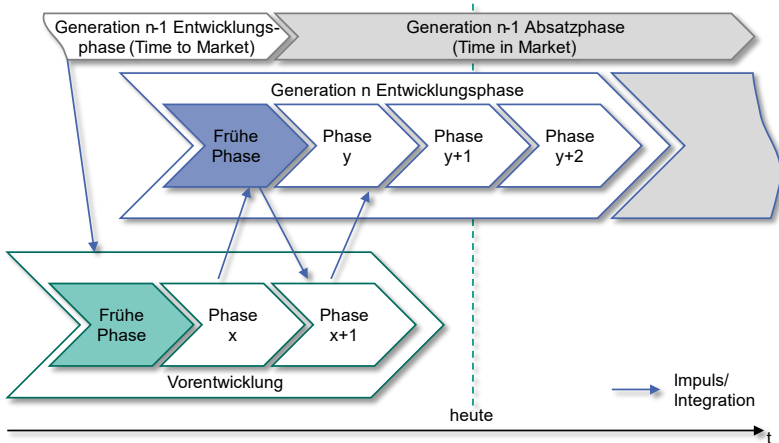 Generation n-1 Entwicklungs-
phase (Time to Market)
Generation n-1 Absatzphase
(Time in Market)
Generation n Entwicklungsphase
Frühe
Phase
Phase
y
Phase
y+1
Phase
y+2
Frühe
Phase
Phase
x
Phase
x+1
Vorentwicklung
Impuls/
Integration
heute
t